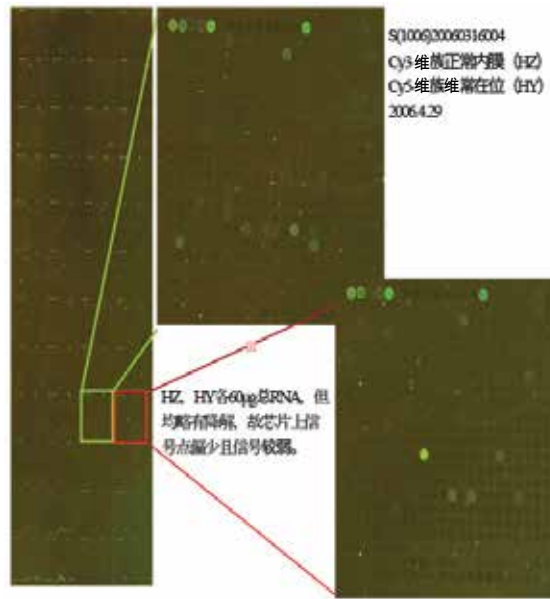 S(1006)20060316004
Cy3-维族正常内膜（HZ）
Cy5-维族维常在位（HY）
2006.4.29
HZ、HY各60μg总RNA，但
均略有降解，故芯片上信
号点偏少且信号较弱。